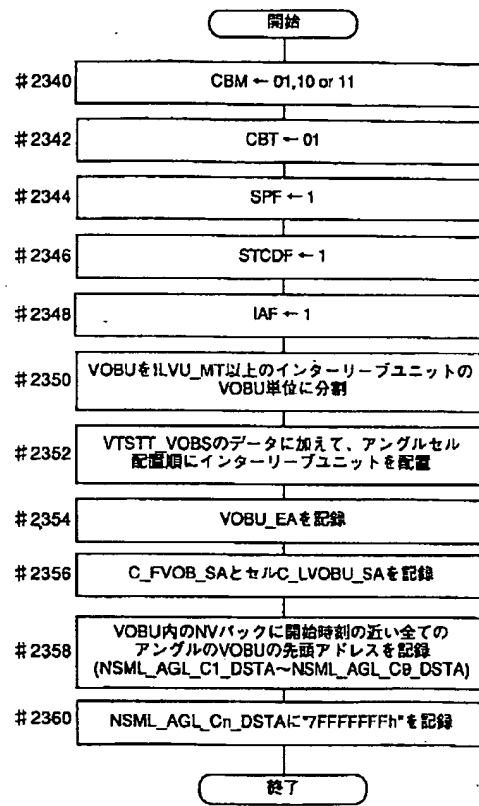 開始
#2340
CBM ← 01,10 or 11
#2342
CBT ← 01
#2344
SPF ← 1
#2346
STCDF ← 1
#2348
IAF ← 1
#2350
VOBUをILVU_MT以上のインターリーブユニットの
VOBU単位に分割
#2352
VTSTT_VOBSのデータに加えて、アングルセル
配置順にインターリーブユニットを配置
#2354
VOBU_EAを記録
#2356
C_FVOB_SAとセルC_LVOBU_SAを記録
#2358
VOBU内のNVパックに開始時刻の近い全ての
アングルのVOBUの先頭アドレスを記録
(NSML_AGL_C1_DSTA〜NSML_AGL_C9_DSTA)
#2360
NSML_AGL_Cn_DSTAに"7FFFFFFFh"を記録
終了